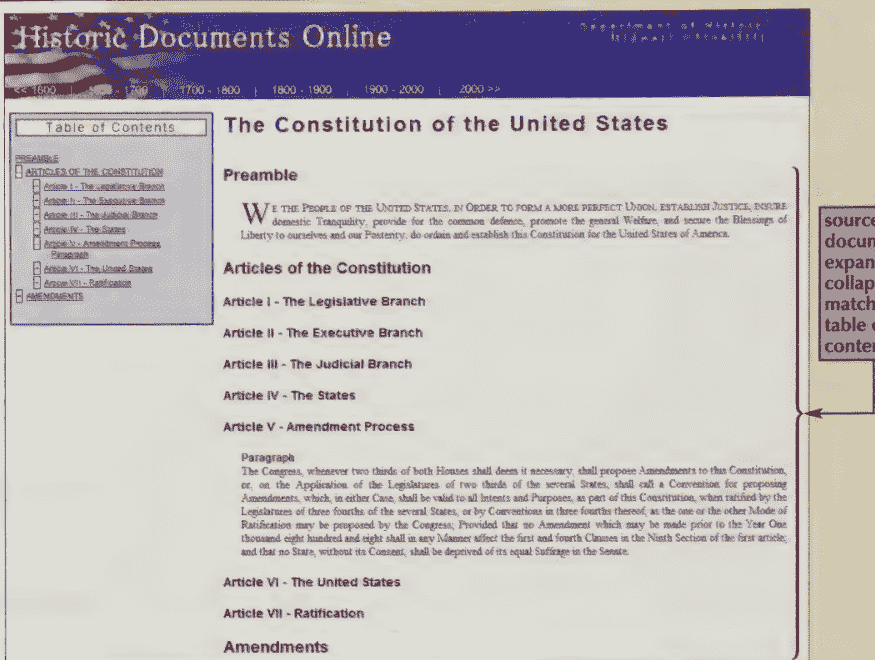 Historic Documents Online
Department of History
<< 1600 | 1600 - 1700 | 1700 - 1800 | 1800 - 1900 | 1900 - 2000 | 2000 >>
Table of Contents
PREAMBLE
ARTICLES OF THE CONSTITUTION
Article I - The Legislative Branch
Article II - The Executive Branch
Article III - The Judicial Branch
Article IV - The States
Article V - Amendment Process
Paragraph
Article VI - The United States
Article VII - Ratification
AMENDMENTS
The Constitution of the United States
Preamble
WE THE PEOPLE OF THE UNITED STATES, IN ORDER TO FORM A MORE PERFECT UNION, ESTABLISH JUSTICE, INSURE
domestic Tranquility, provide for the common defence, promote the general Welfare, and secure the Blessings of
Liberty to ourselves and our Posterity, do ordain and establish this Constitution for the United States of America.
Articles of the Constitution
Article I - The Legislative Branch
Article II - The Executive Branch
Article III - The Judicial Branch
Article IV - The States
Article V - Amendment Process
Paragraph
The Congress, whenever two thirds of both Houses shall deem it necessary, shall propose Amendments to this Constitution,
or, on the Application of the Legislatures of two thirds of the several States, shall call a Convention for proposing
Amendments, which, in either Case, shall be valid to all Intents and Purposes, as part of this Constitution, when ratified by the
Legislatures of three fourths of the several States, or by Conventions in three fourths thereof, as the one or the other Mode of
Ratification may be proposed by the Congress; Provided that no Amendment which may be made prior to the Year One
thousand eight hundred and eight shall in any Manner affect the first and fourth Clauses in the Ninth Section of the first article;
and that no State, without its Consent, shall be deprived of its equal Suffrage in the Senate.
Article VI - The United States
Article VII - Ratification
Amendments
source
docum
expan
collap
match
table
conter